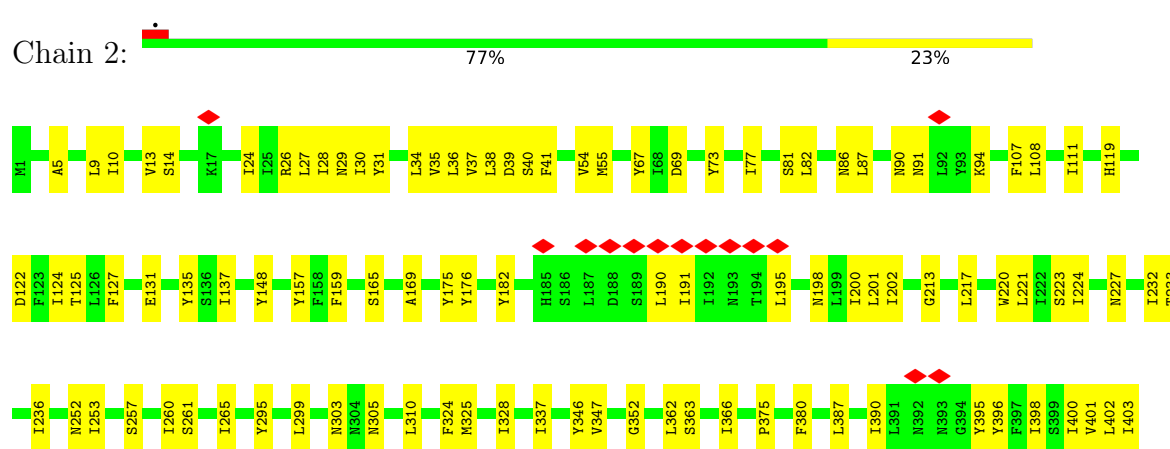 Chain 2:
77% 23%
M1 A5 L9 I10 V13 S14 K17 I24 I25 R26 L27 I28 N29 I30 Y31 L34 V35 L36 V37 L38 D39 S40 F41 V54 M55 Y67 I68 D69 Y73 I77 S81 L82 N86 L87 N90 N91 L92 Y93 K94 F107 L108 I111 H119
D122 F123 I124 T125 L126 F127 E131 Y135 S136 I137 Y148 Y157 F158 F159 S165 A169 Y175 Y176 Y182 H185 S186 L187 D188 S189 L190 I191 I192 N193 T194 L195 N198 L199 I200 L201 I202 G213 L217 W220 L221 I222 S223 I224 N227 I232 T233
I236 N252 I253 S257 I260 S261 I265 Y295 L299 N303 N304 N305 L310 F324 M325 I328 I337 Y346 V347 G352 L362 S363 I366 P375 F380 L387 I390 L391 N392 N393 G394 Y395 Y396 F397 I398 S399 I400 V401 L402 I403